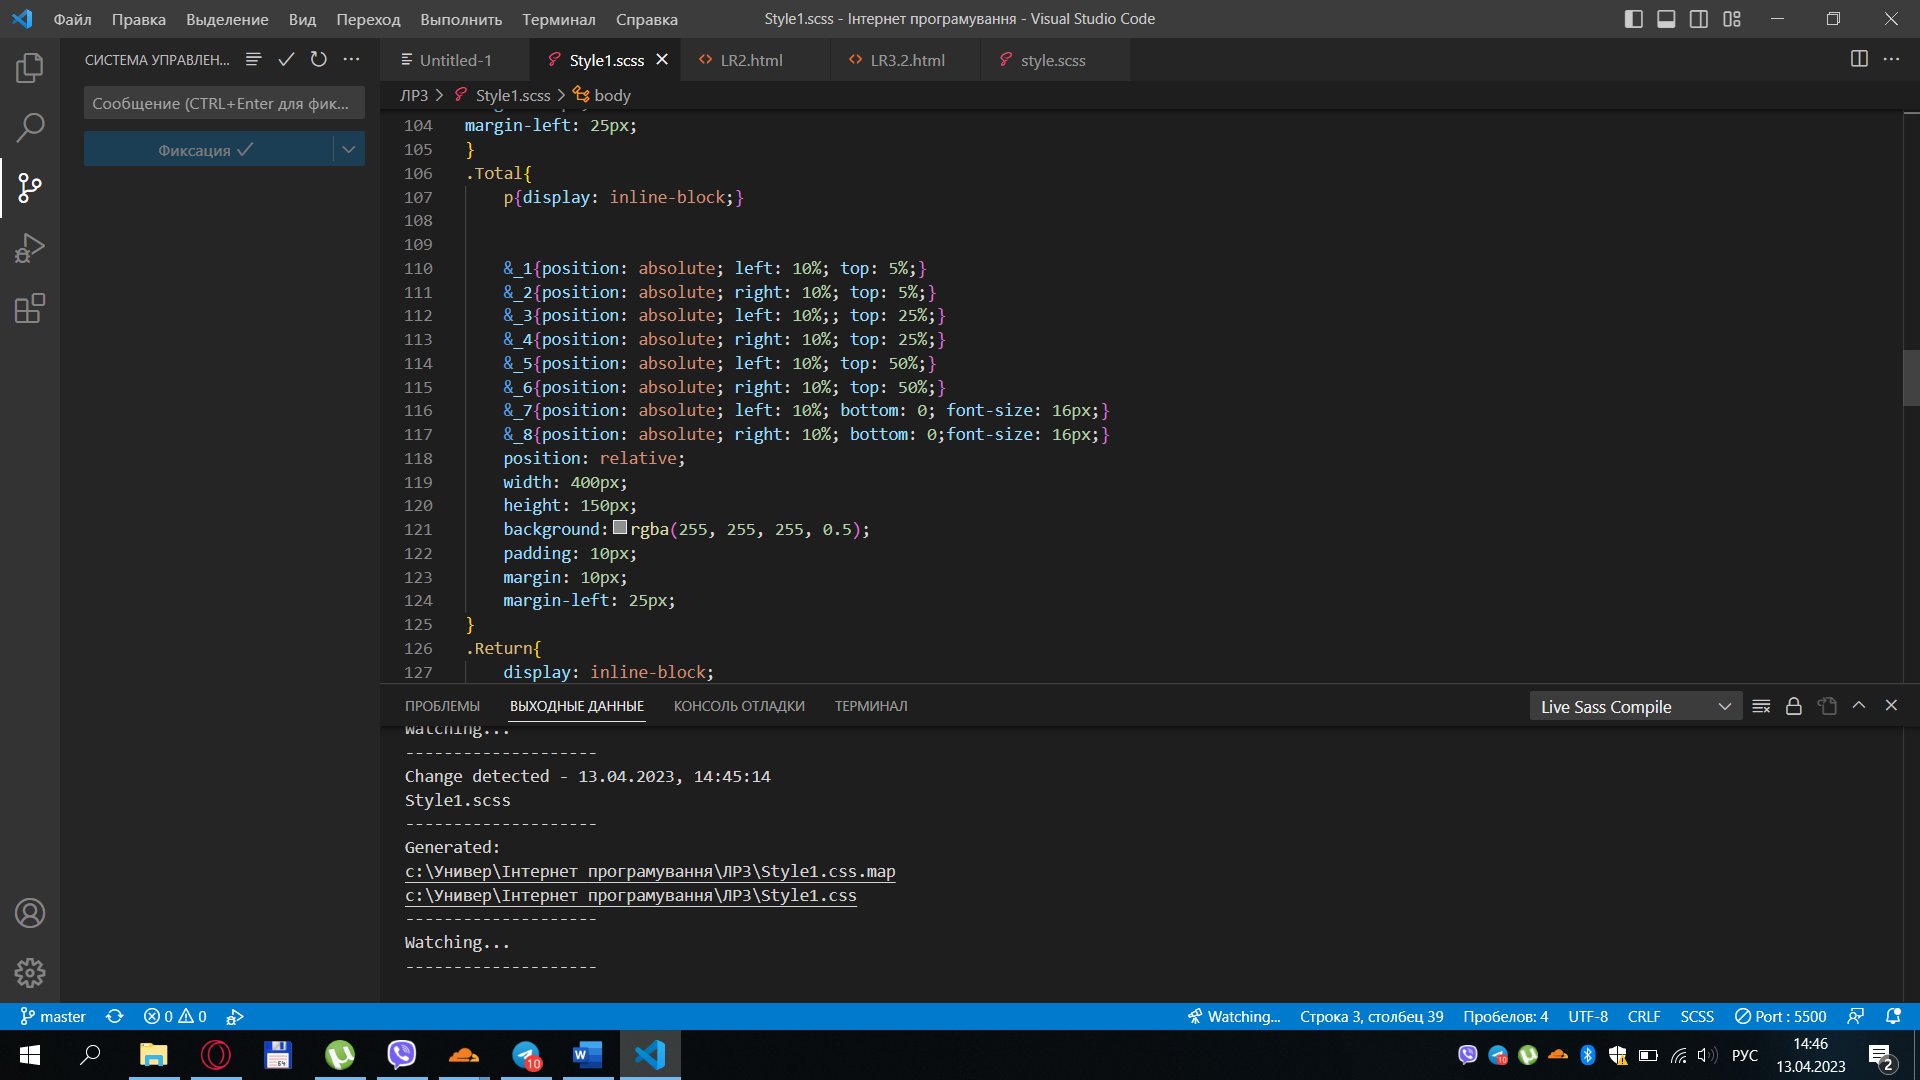 Файл Правка Выделение Вид Переход Выполнить Терминал Справка Style1.scss - Інтернет програмування - Visual Studio Code
СИСТЕМА УПРАВЛЕН... Untitled-1 Style1.scss LR2.html LR3.2.html style.scss
Сообщение (CTRL+Enter для фик...
Фиксация
ЛР3 > Style1.scss > body
104 margin-left: 25px;
105 }
106 .Total{
107 p{display: inline-block;}
108
109
110 &_1{position: absolute; left: 10%; top: 5%;}
111 &_2{position: absolute; right: 10%; top: 5%;}
112 &_3{position: absolute; left: 10%;; top: 25%;}
113 &_4{position: absolute; right: 10%; top: 25%;}
114 &_5{position: absolute; left: 10%; top: 50%;}
115 &_6{position: absolute; right: 10%; top: 50%;}
116 &_7{position: absolute; left: 10%; bottom: 0; font-size: 16px;}
117 &_8{position: absolute; right: 10%; bottom: 0;font-size: 16px;}
118 position: relative;
119 width: 400px;
120 height: 150px;
121 background: rgba(255, 255, 255, 0.5);
122 padding: 10px;
123 margin: 10px;
124 margin-left: 25px;
125 }
126 .Return{
127 display: inline-block;
ПРОБЛЕМЫ ВЫХОДНЫЕ ДАННЫЕ КОНСОЛЬ ОТЛАДКИ ТЕРМИНАЛ Live Sass Compile
Watching...
--------------------
Change detected - 13.04.2023, 14:45:14
Style1.scss
--------------------
Generated:
c:\Универ\Інтернет програмування\ЛР3\Style1.css.map
c:\Универ\Інтернет програмування\ЛР3\Style1.css
--------------------
Watching...
--------------------
master 0 0 Watching... Строка 3, столбец 39 Пробелов: 4 UTF-8 CRLF SCSS Port : 5500
64 10 W 10 РУС 14:46
13.04.2023 2